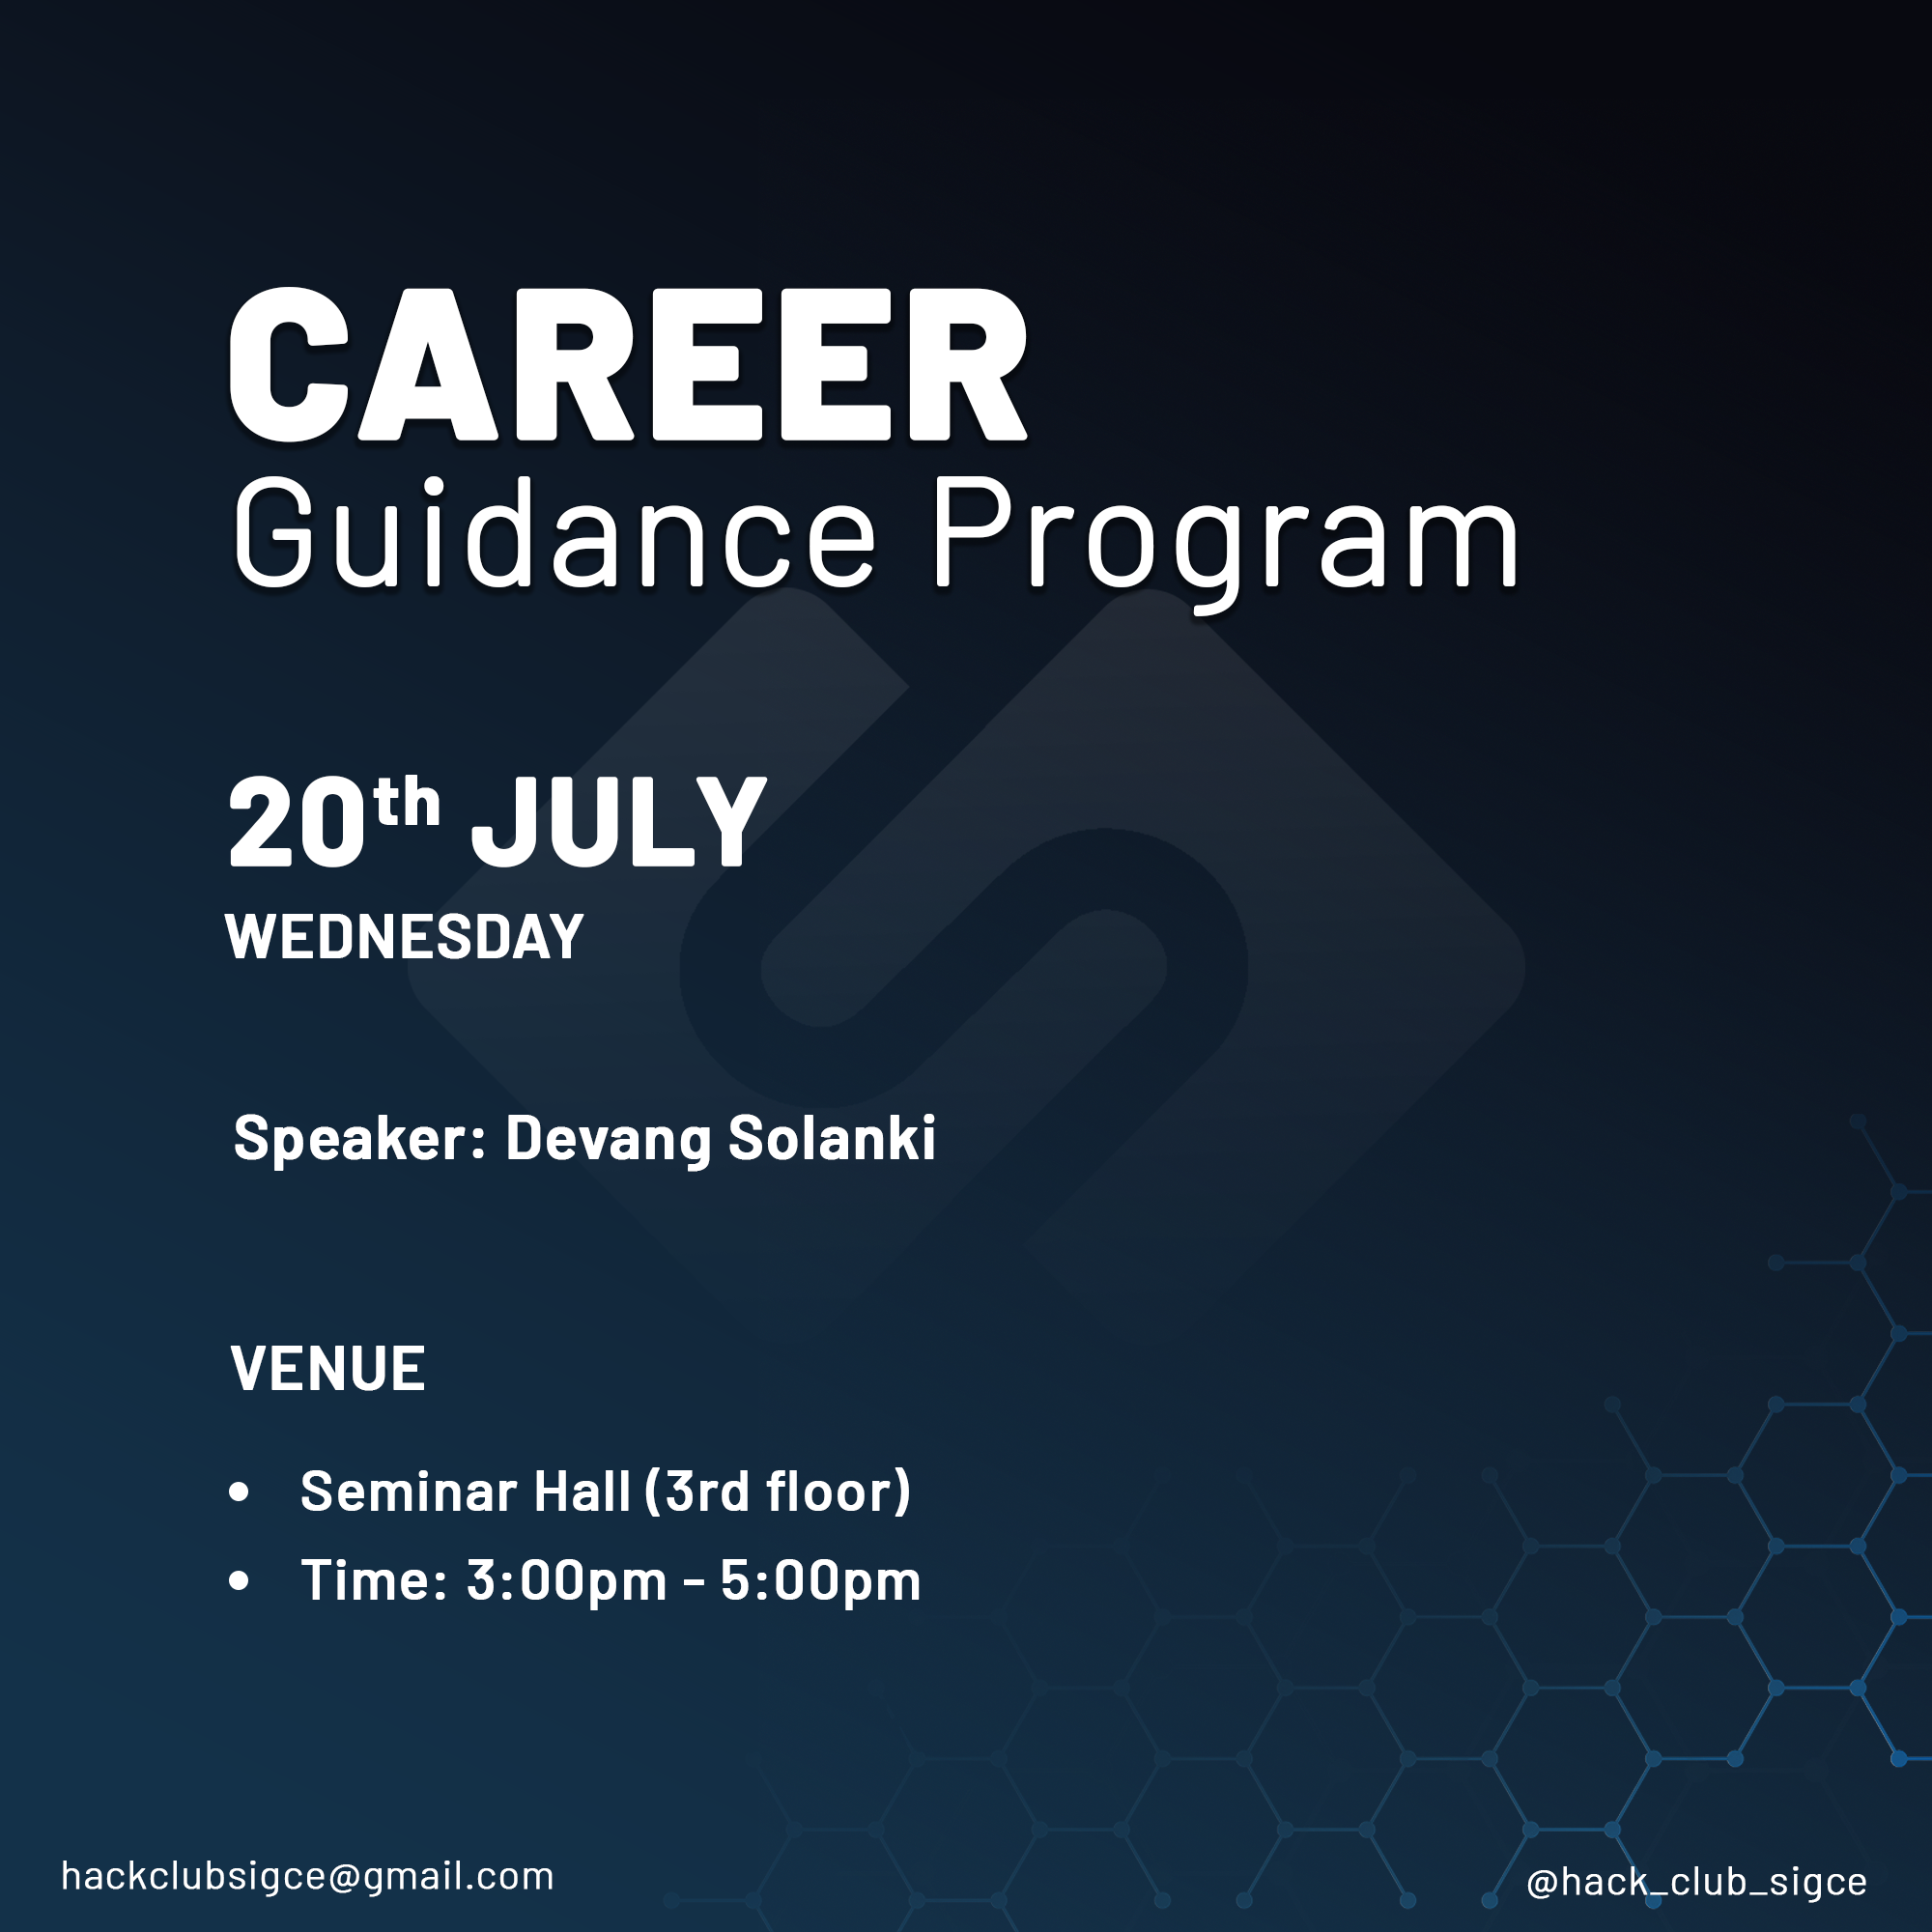 CAREER
Guidance Program
20th JULY
WEDNESDAY
Speaker: Devang Solanki
VENUE
• Seminar Hall (3rd floor)
• Time: 3:00pm - 5:00pm
hackclubsigce@gmail.com
@hack_club_sigce